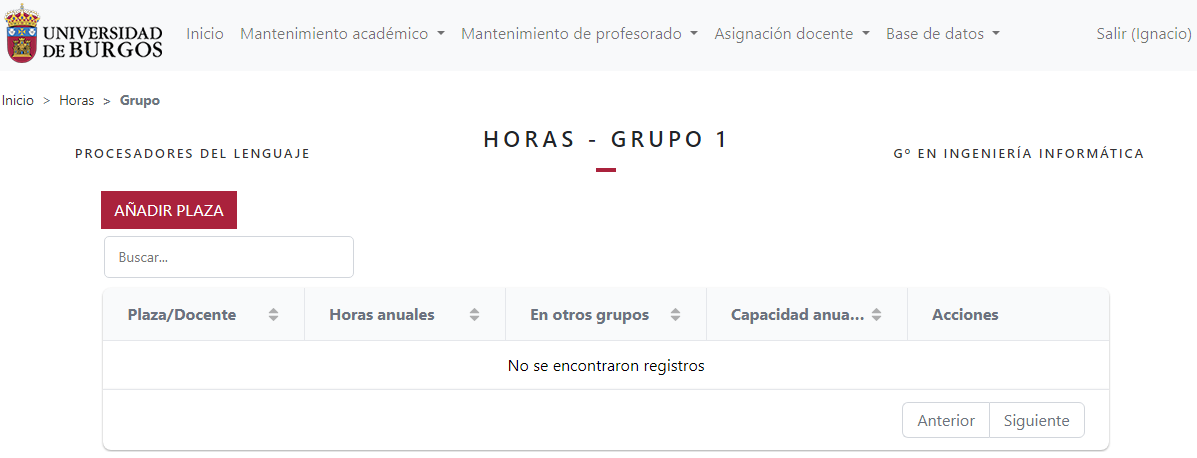 UNIVERSIDAD
DE BURGOS
Inicio Mantenimiento académico Mantenimiento de profesorado Asignación docente Base de datos Salir (Ignacio)
Inicio > Horas > Grupo
HORAS - GRUPO 1
PROCESADORES DEL LENGUAJE
Gº EN INGENIERÍA INFORMÁTICA
AÑADIR PLAZA
Buscar...
Plaza/Docente Horas anuales En otros grupos Capacidad anua... Acciones
No se encontraron registros
Anterior Siguiente